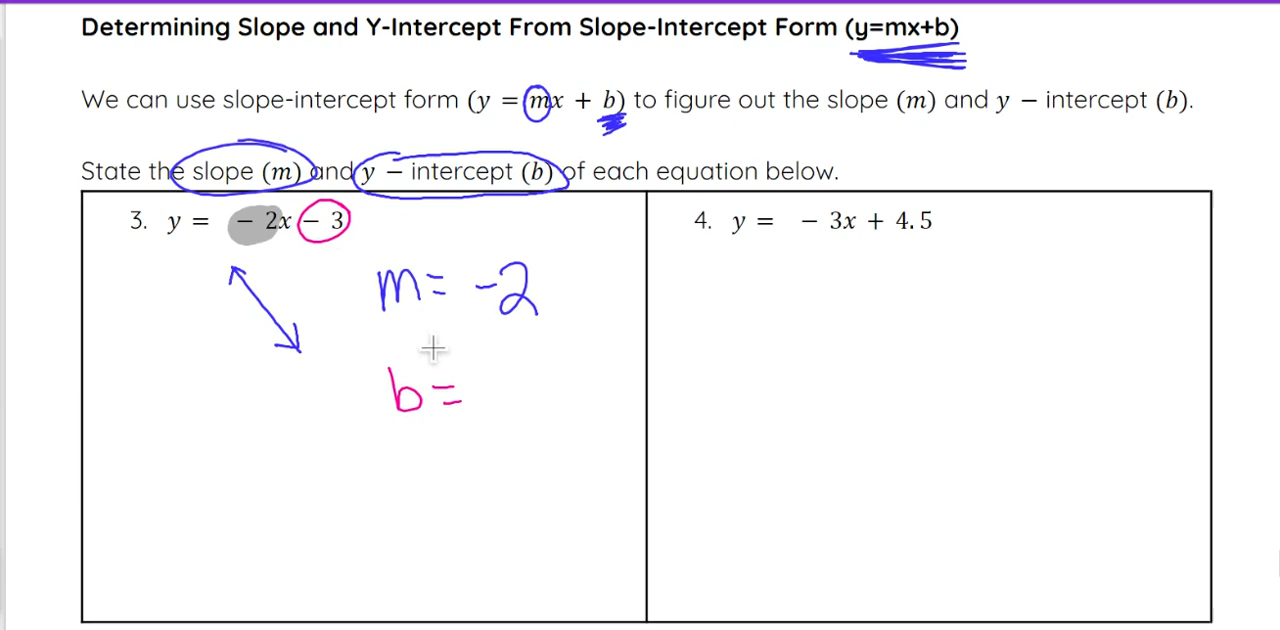 Determining Slope and Y-Intercept From Slope-Intercept Form (y=mx+b)
We can use slope-intercept form (y = mx + b) to figure out the slope (m) and y − intercept (b).
State the slope (m) and y − intercept (b) of each equation below.
3. y = − 2x − 3
m = -2
b =
4. y = − 3x + 4.5